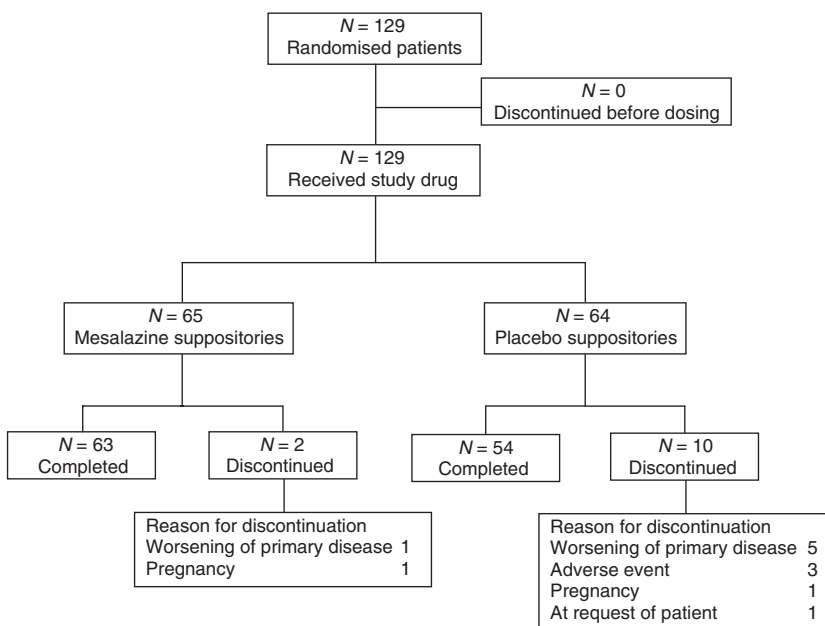 N = 129
Randomised patients
N = 0
Discontinued before dosing
N = 129
Received study drug
N = 65
Mesalazine suppositories
N = 64
Placebo suppositories
N = 63
Completed
N = 2
Discontinued
N = 54
Completed
N = 10
Discontinued
Reason for discontinuation
Worsening of primary disease 1
Pregnancy 1
Reason for discontinuation
Worsening of primary disease 5
Adverse event 3
Pregnancy 1
At request of patient 1